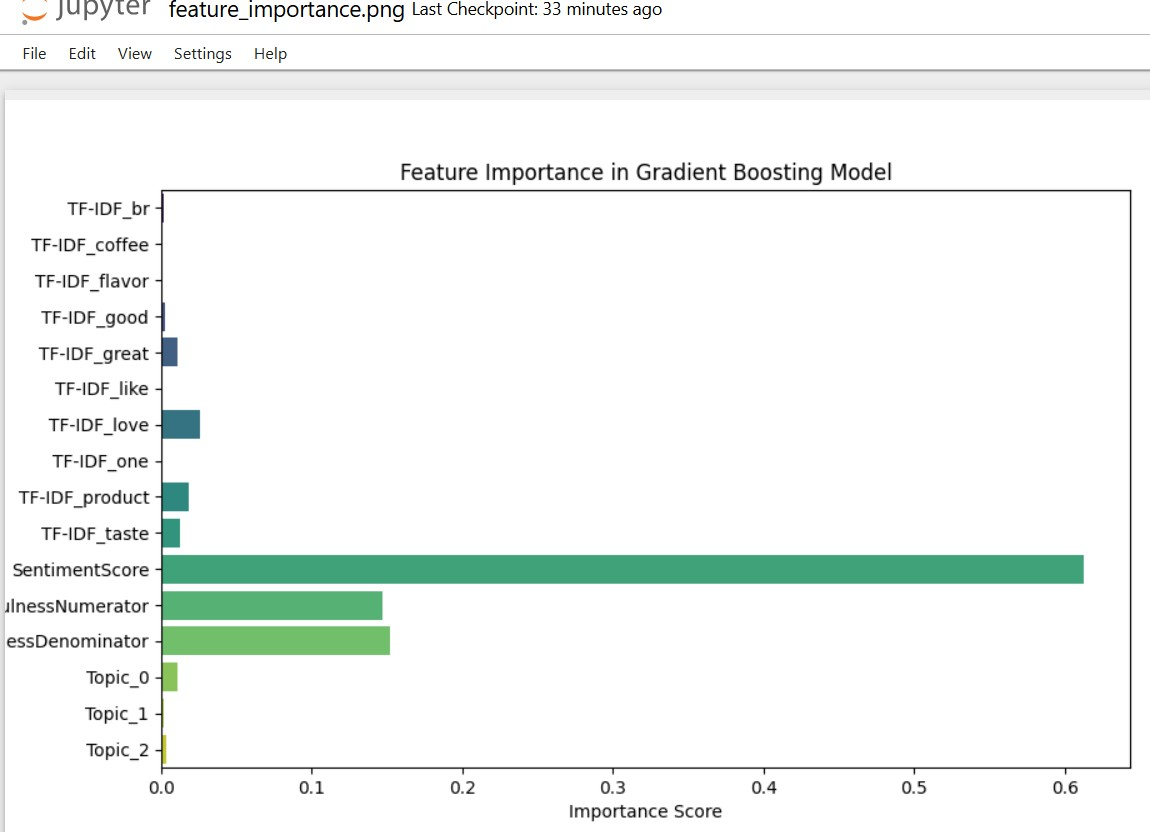 jupyter feature_importance.png Last Checkpoint: 33 minutes ago
File Edit View Settings Help
Feature Importance in Gradient Boosting Model
TF-IDF_br
TF-IDF_coffee
TF-IDF_flavor
TF-IDF_good
TF-IDF_great
TF-IDF_like
TF-IDF_love
TF-IDF_one
TF-IDF_product
TF-IDF_taste
SentimentScore
ulnessNumerator
essDenominator
Topic_0
Topic_1
Topic_2
0.0 0.1 0.2 0.3 0.4 0.5 0.6
Importance Score